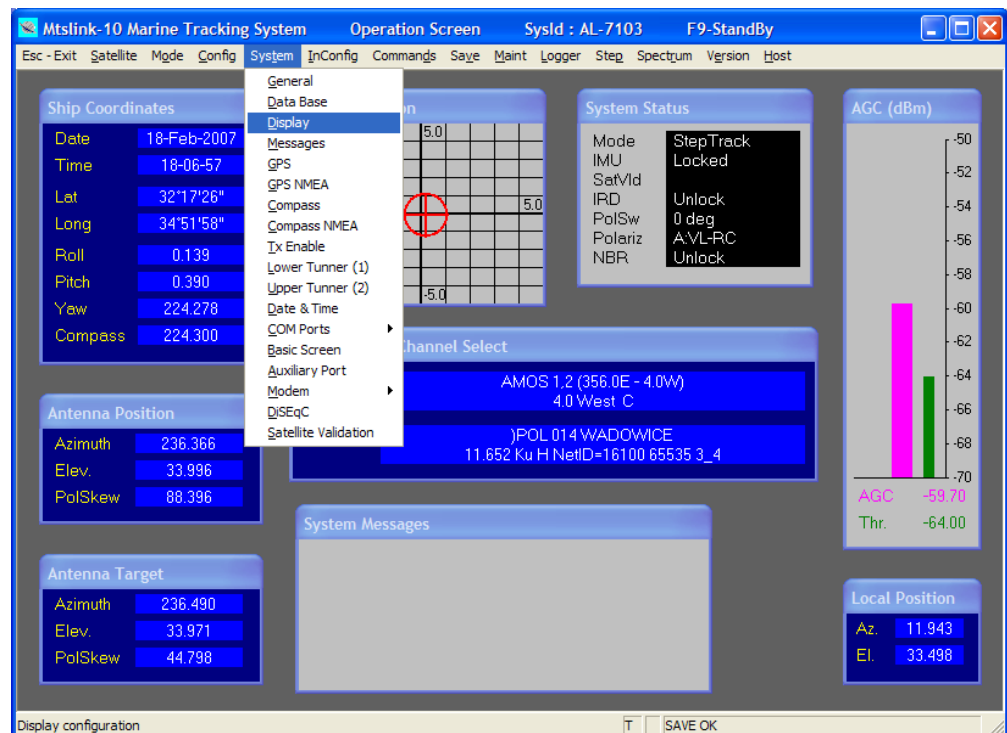 Mtslink-10 Marine Tracking System Operation Screen SysId : AL-7103 F9-StandBy
Esc - Exit Satellite Mode Config System InConfig Commands Save Maint Logger Step Spectrum Version Host
General
Data Base
Display
Messages
GPS
GPS NMEA
Compass
Compass NMEA
Tx Enable
Lower Tunner (1)
Upper Tunner (2)
Date & Time
COM Ports
Basic Screen
Auxiliary Port
Modem
DiSEqC
Satellite Validation
Ship Coordinates
Date 18-Feb-2007
Time 18-06-57
Lat 32°17'26"
Long 34°51'58"
Roll 0.139
Pitch 0.390
Yaw 224.278
Compass 224.300
5.0
5.0
-5.0
System Status
Mode StepTrack
IMU Locked
SatVld
IRD Unlock
PolSw 0 deg
Polariz A:VL-RC
NBR Unlock
AGC (dBm)
-50
-52
-54
-56
-58
-60
-62
-64
-66
-68
-70
AGC -59.70
Thr. -64.00
Channel Select
AMOS 1,2 (356.0E - 4.0W)
4.0 West C
)POL 014 WADOWICE
11.652 Ku H NetID=16100 65535 3_4
Antenna Position
Azimuth 236.366
Elev. 33.996
PolSkew 88.396
System Messages
Antenna Target
Azimuth 236.490
Elev. 33.971
PolSkew 44.798
Local Position
Az. 11.943
El. 33.498
Display configuration T SAVE OK